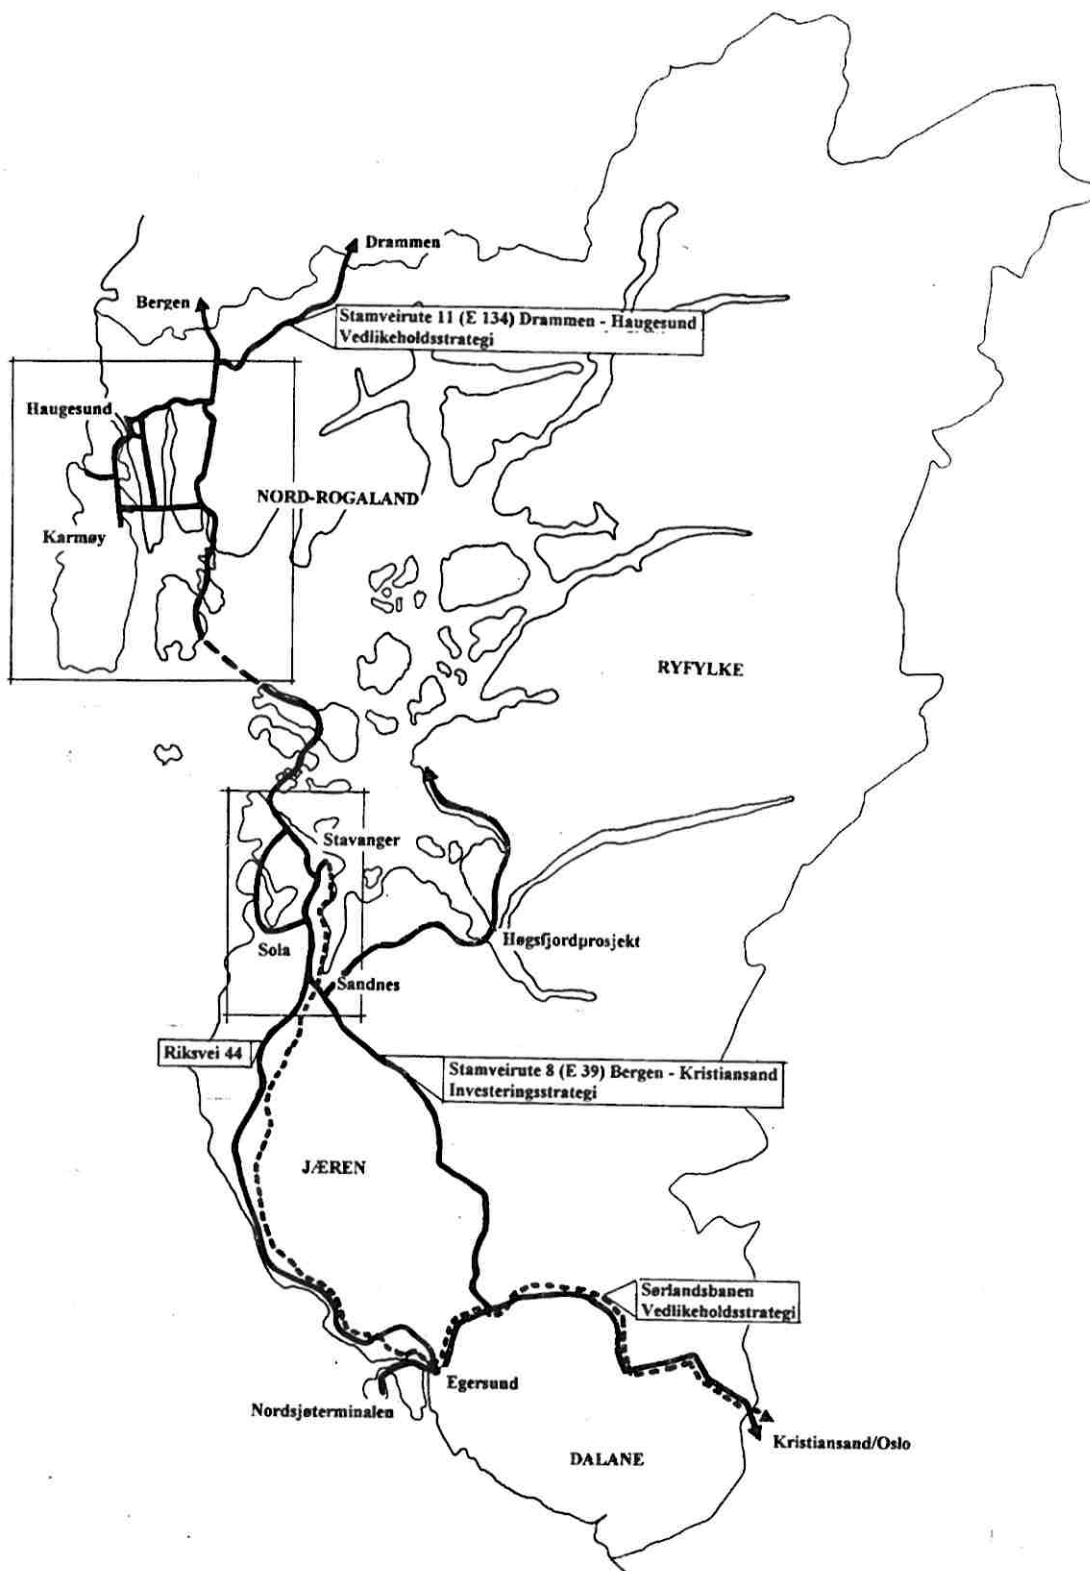 Drammen
Bergen
Stamveirute 11 (E 134) Drammen - Haugesund
Vedlikeholdsstrategi
Haugesund
NORD-ROGALAND
Karmøy
RYFYLKE
Stavanger
Høgsfjordprosjekt
Sola
Sandnes
Riksvei 44
Stamveirute 8 (E 39) Bergen - Kristiansand
Investeringsstrategi
JÆREN
Sørlandsbanen
Vedlikeholdsstrategi
Egersund
Nordsjøterminalen
Kristiansand/Oslo
DALANE